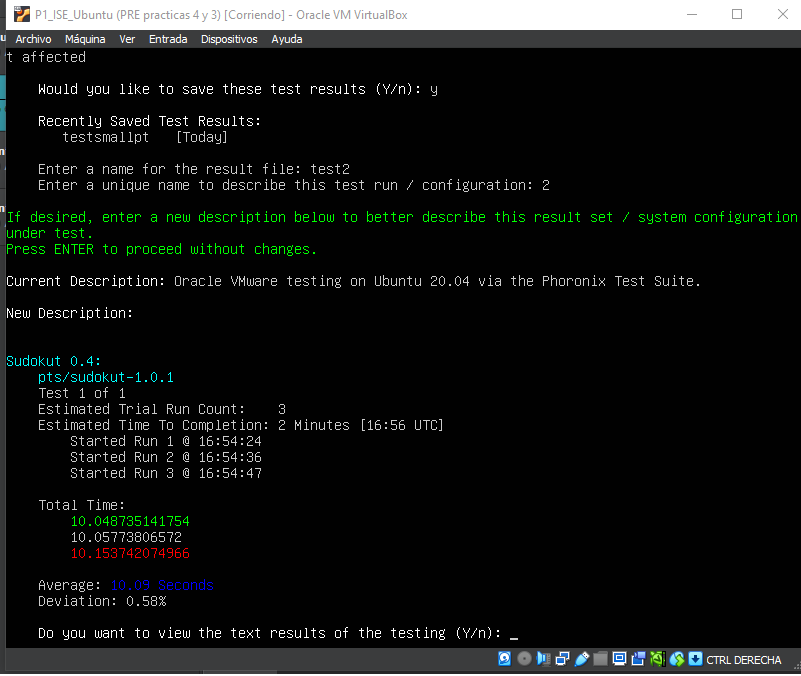 P1_ISE_Ubuntu (PRE practicas 4 y 3) [Corriendo] - Oracle VM VirtualBox
Archivo Máquina Ver Entrada Dispositivos Ayuda
t affected
Would you like to save these test results (Y/n): y
Recently Saved Test Results:
testsmallpt [Today]
Enter a name for the result file: test2
Enter a unique name to describe this test run / configuration: 2
If desired, enter a new description below to better describe this result set / system configuration
under test.
Press ENTER to proceed without changes.
Current Description: Oracle VMware testing on Ubuntu 20.04 via the Phoronix Test Suite.
New Description:
Sudokut 0.4:
pts/sudokut-1.0.1
Test 1 of 1
Estimated Trial Run Count: 3
Estimated Time To Completion: 2 Minutes [16:56 UTC]
Started Run 1 @ 16:54:24
Started Run 2 @ 16:54:36
Started Run 3 @ 16:54:47
Total Time:
10.048735141754
10.05773806572
10.153742074966
Average: 10.09 Seconds
Deviation: 0.58%
Do you want to view the text results of the testing (Y/n): _
CTRL DERECHA